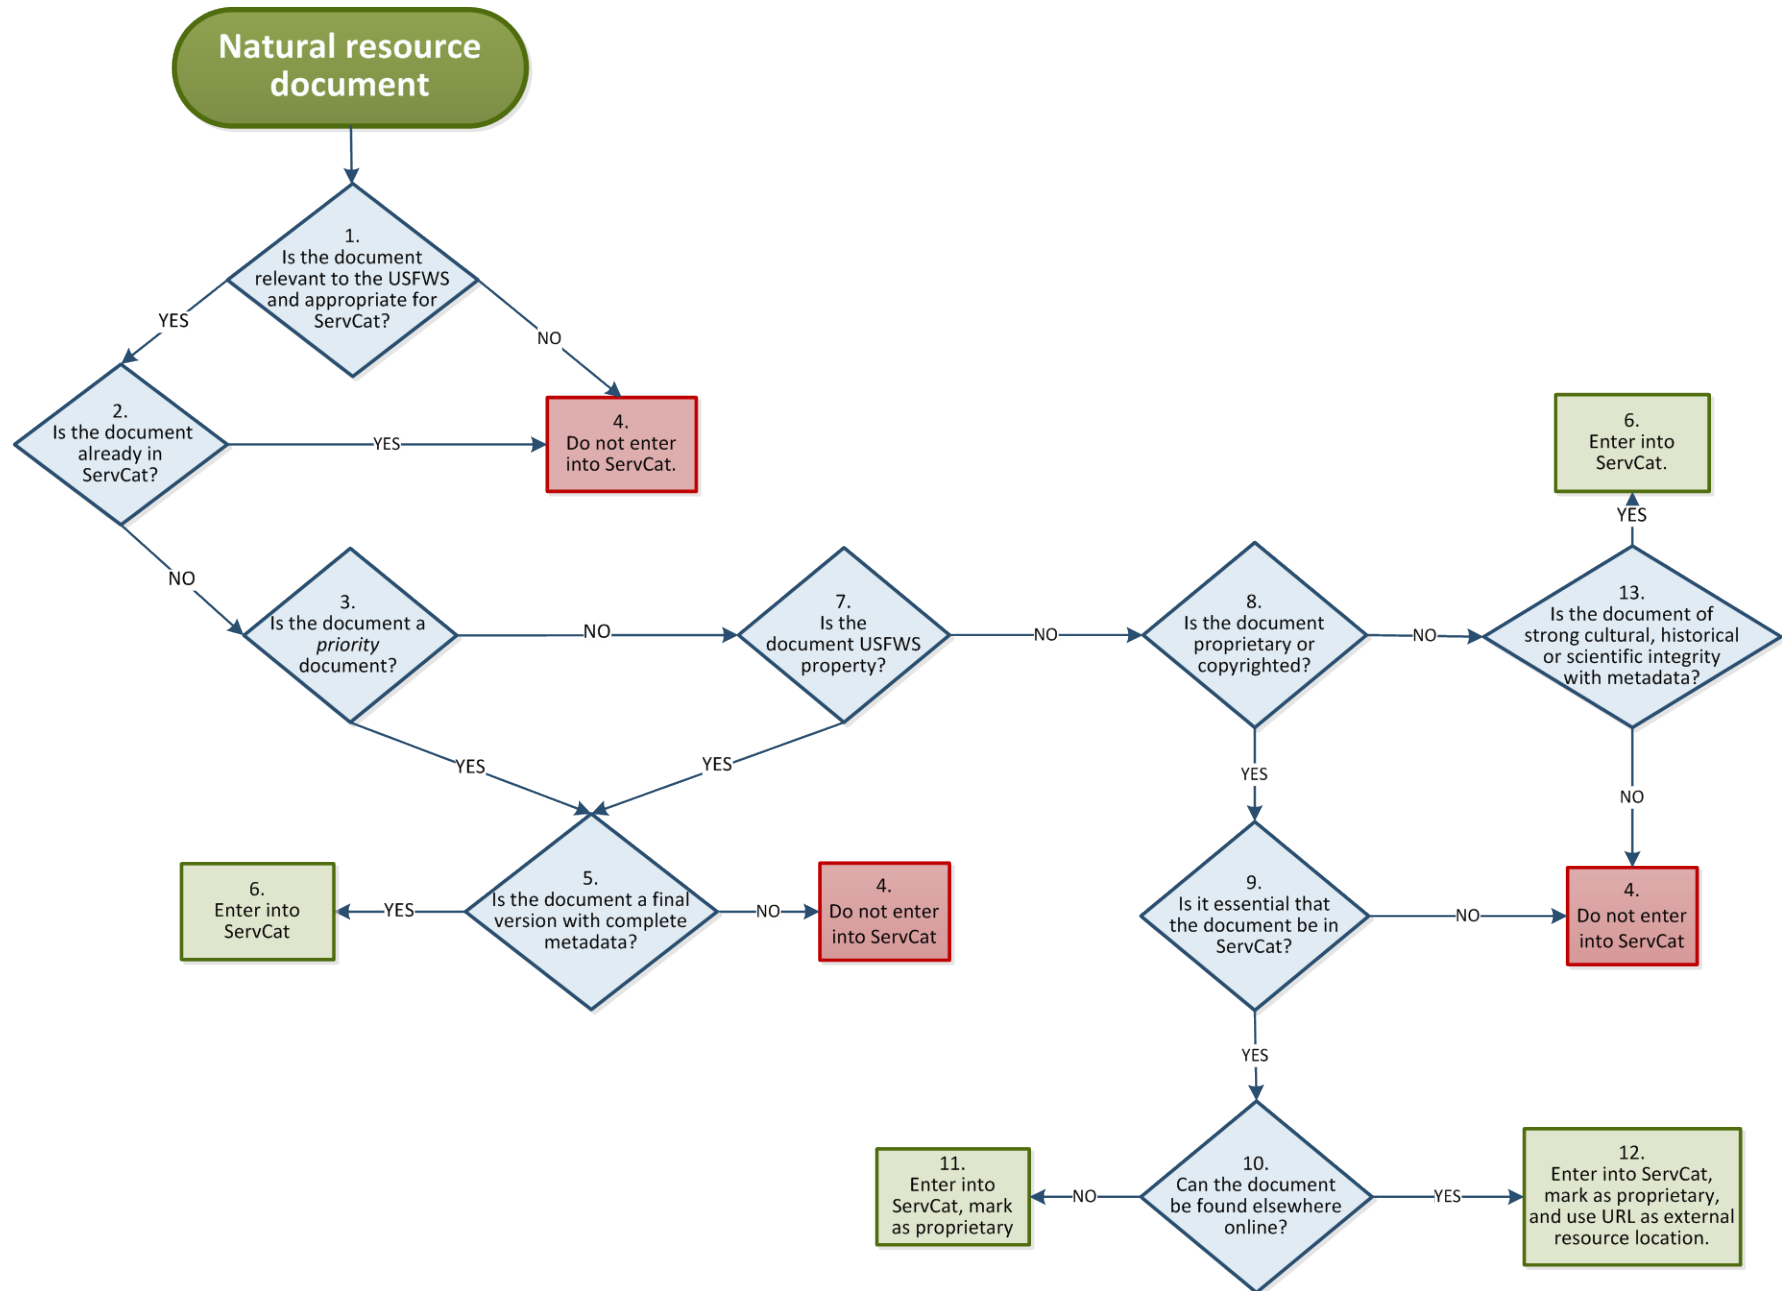 Natural resource
document
1.
Is the document
relevant to the USFWS
and appropriate for
ServCat?
YES
NO
2.
Is the document
already in
ServCat?
YES
4.
Do not enter
into ServCat.
6.
Enter into
ServCat.
YES
NO
3.
Is the document a
priority
document?
NO
7.
Is the
document USFWS
property?
NO
8.
Is the document
proprietary or
copyrighted?
NO
13.
Is the document of
strong cultural, historical
or scientific integrity
with metadata?
YES
YES
YES
NO
6.
Enter into
ServCat
YES
5.
Is the document a final
version with complete
metadata?
NO
4.
Do not enter
into ServCat
9.
Is it essential that
the document be in
ServCat?
NO
4.
Do not enter
into ServCat
YES
11.
Enter into
ServCat, mark
as proprietary
NO
10.
Can the document
be found elsewhere
online?
YES
12.
Enter into ServCat,
mark as proprietary,
and use URL as external
resource location.